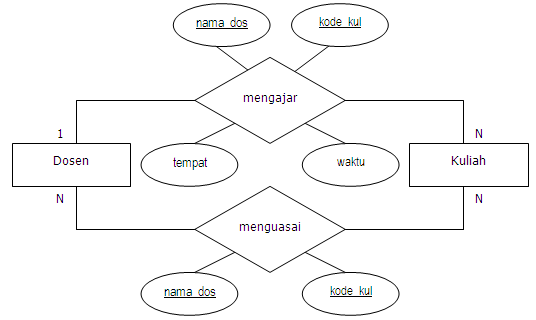 nama_dos
kode_kul
mengajar
1
N
Dosen
tempat
waktu
Kuliah
N
N
menguasai
nama_dos
kode_kul